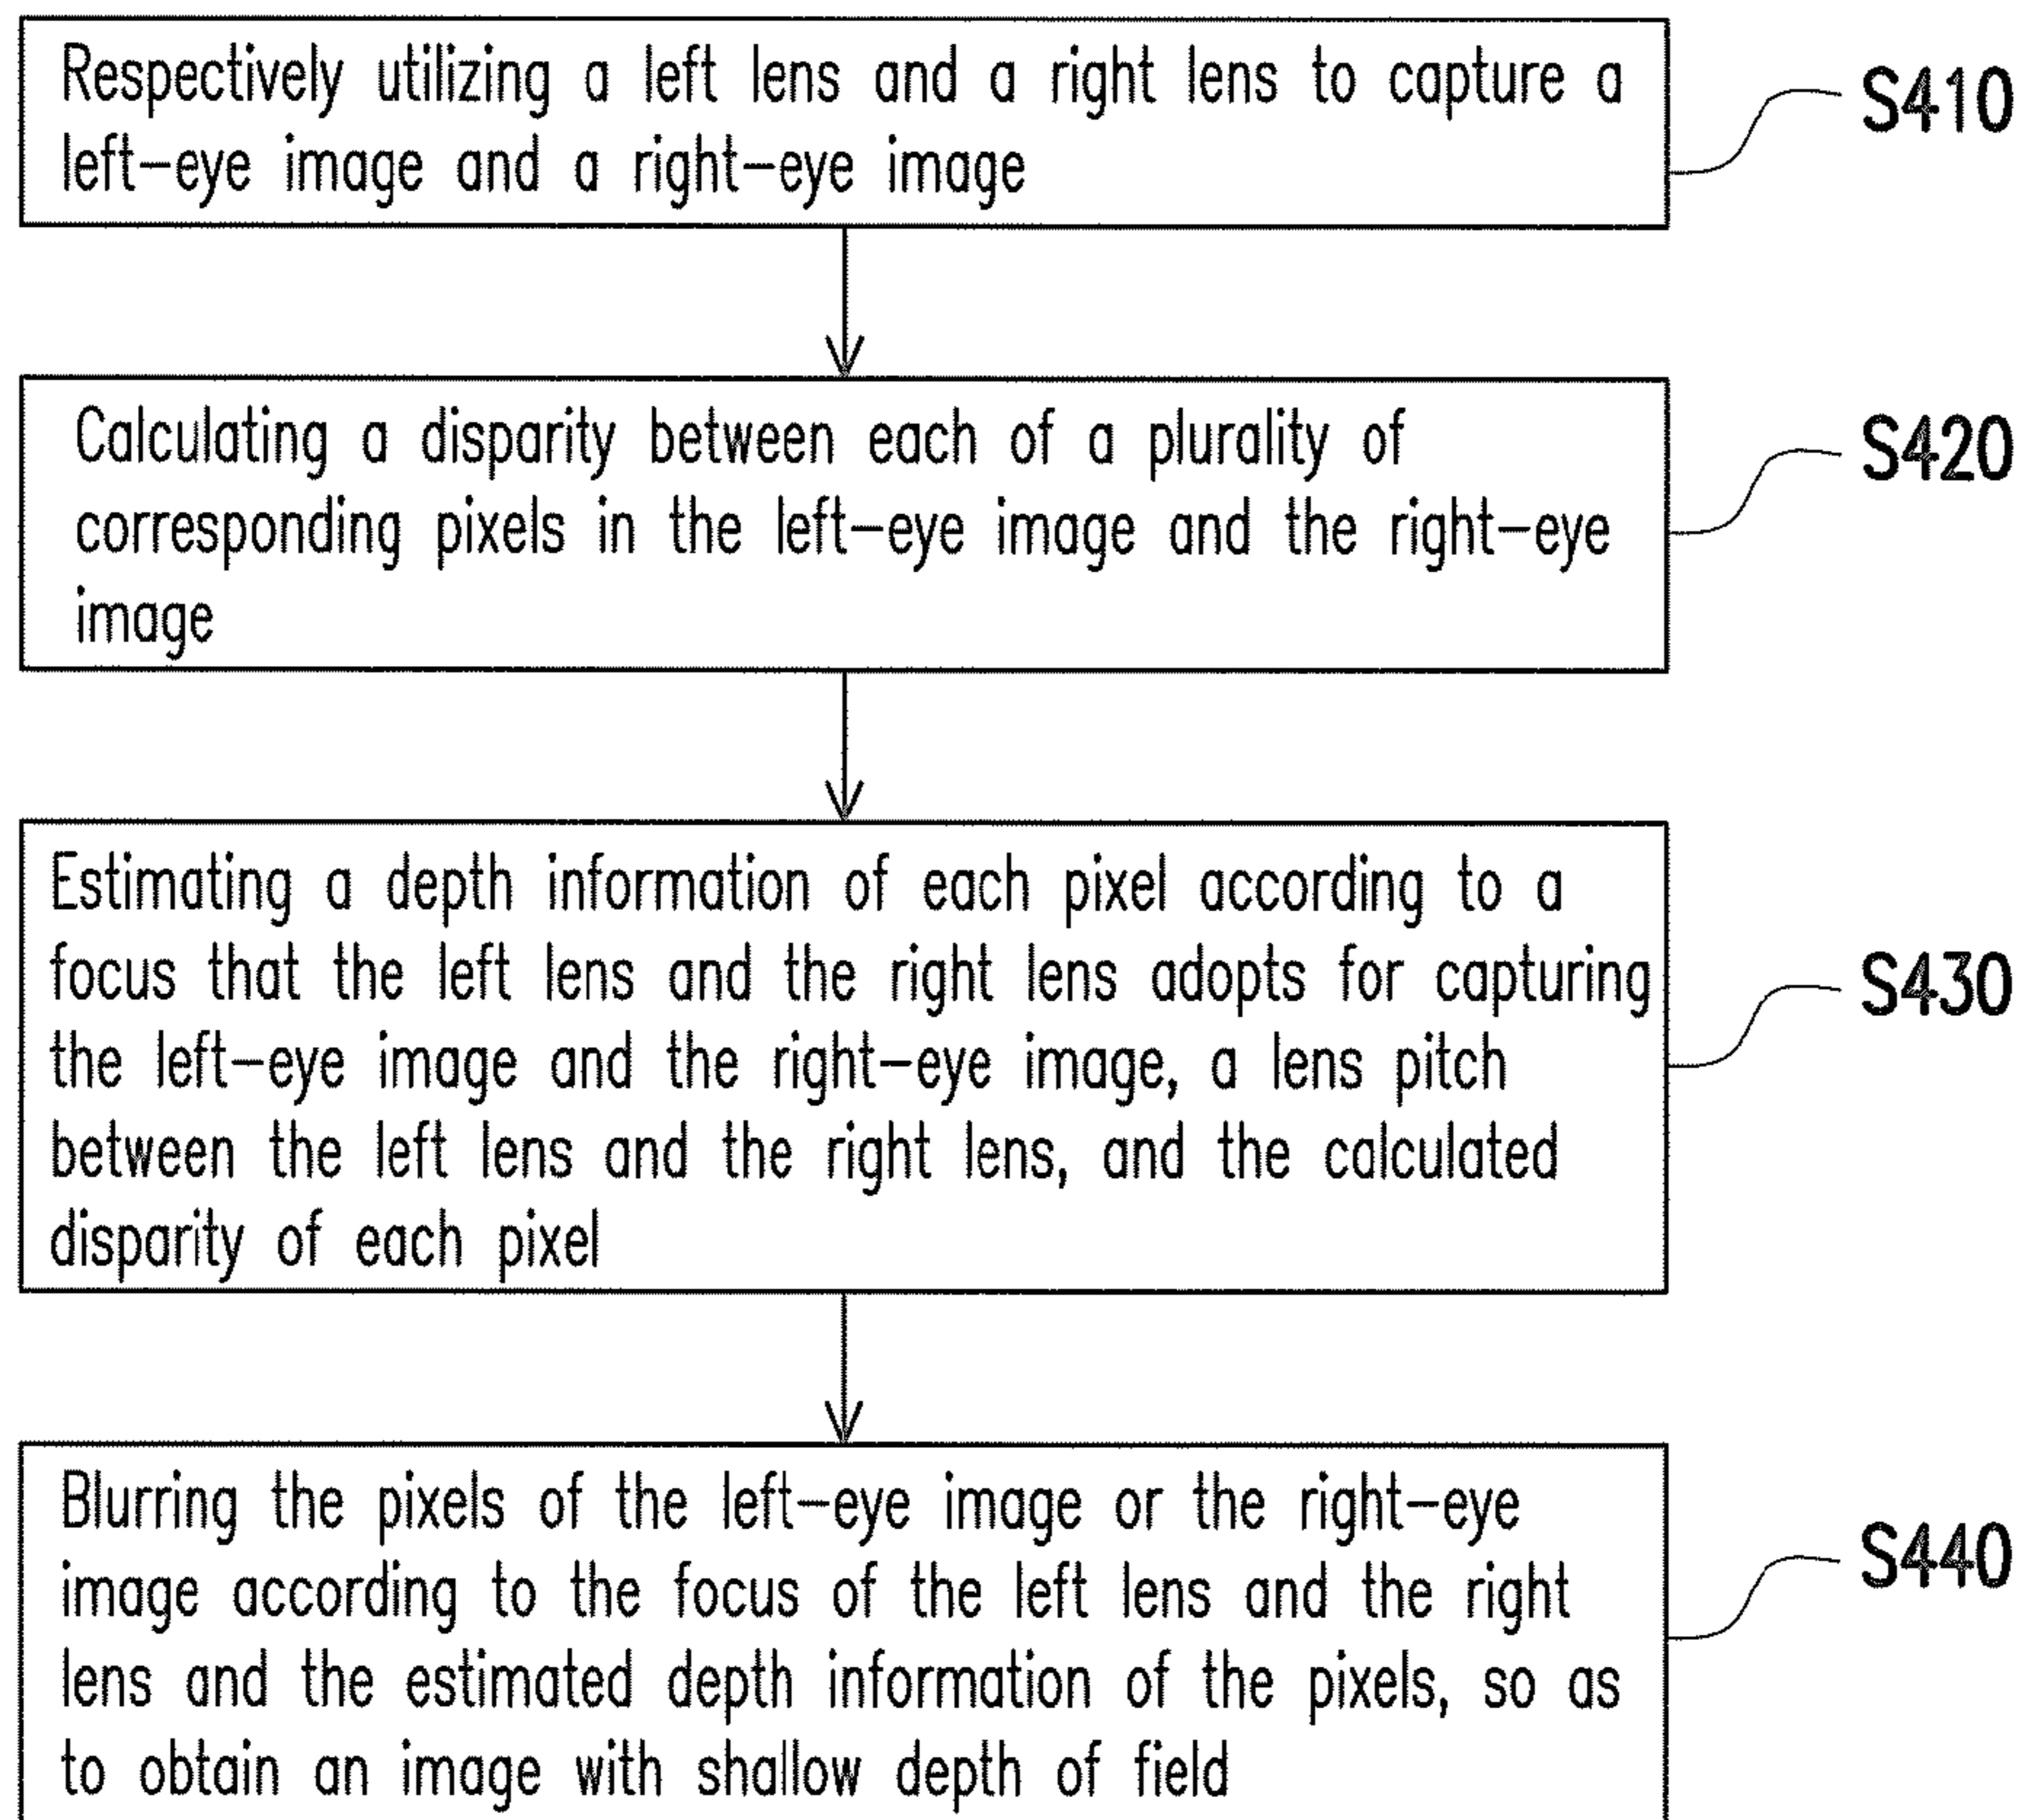 Respectively utilizing a left lens and a right lens to capture a
left-eye image and a right-eye image
S410
Calculating a disparity between each of a plurality of
corresponding pixels in the left-eye image and the right-eye
image
S420
Estimating a depth information of each pixel according to a
focus that the left lens and the right lens adopts for capturing
the left-eye image and the right-eye image, a lens pitch
between the left lens and the right lens, and the calculated
disparity of each pixel
S430
Blurring the pixels of the left-eye image or the right-eye
image according to the focus of the left lens and the right
lens and the estimated depth information of the pixels, so as
to obtain an image with shallow depth of field
S440